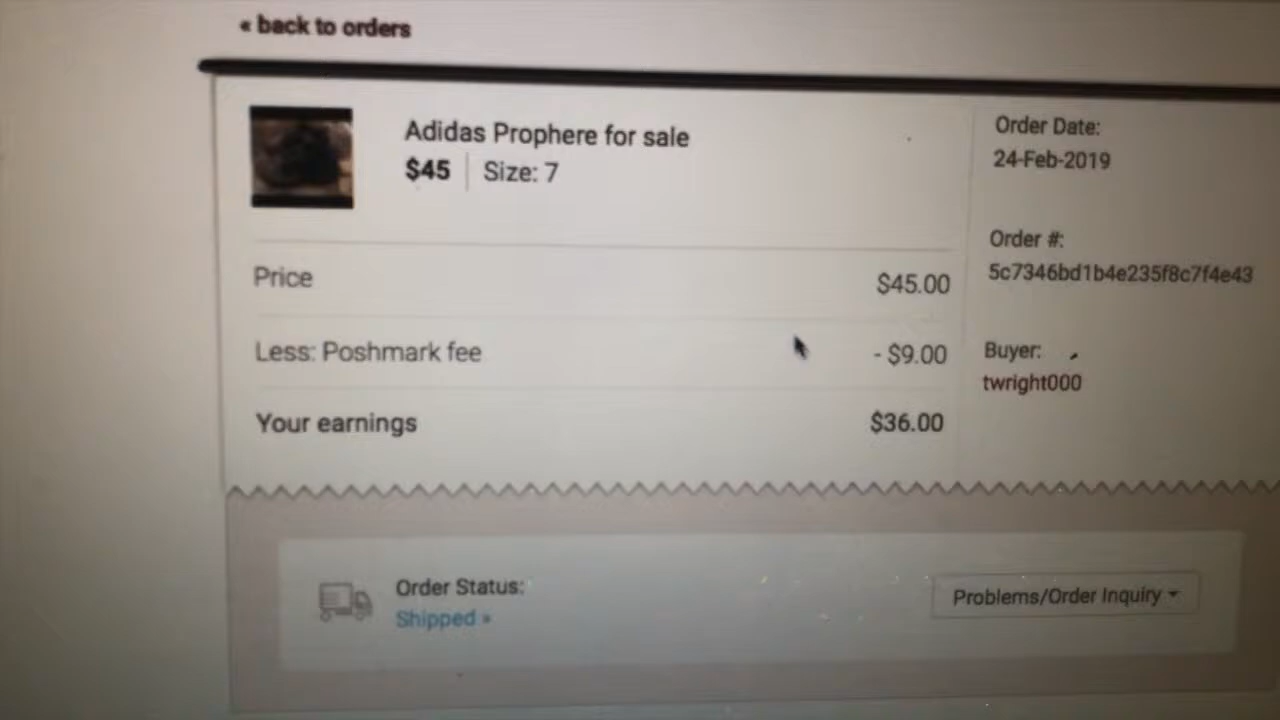 « back to orders
Adidas Prophere for sale
$45 | Size: 7
Price $45.00
Less: Poshmark fee - $9.00
Your earnings $36.00
Order Date:
24-Feb-2019
Order #:
5c7346bd1b4e235f8c7f4e43
Buyer:
twright000
Order Status:
Shipped »
Problems/Order Inquiry